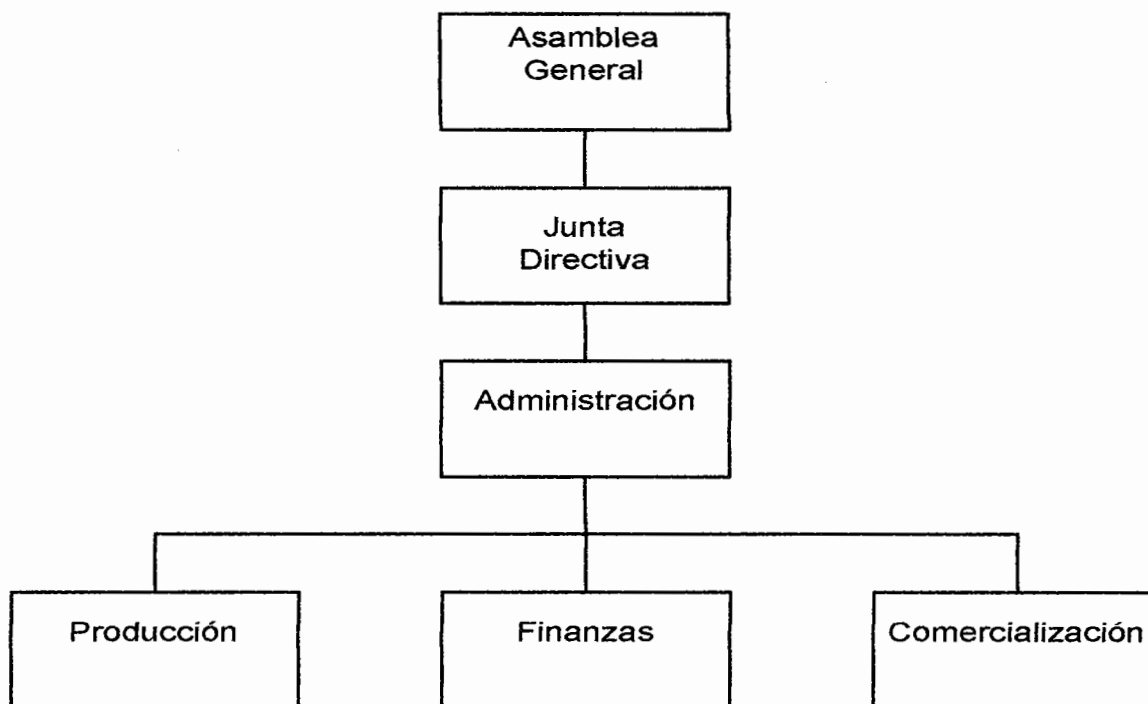 Asamblea
General
Junta
Directiva
Administración
Producción
Finanzas
Comercialización